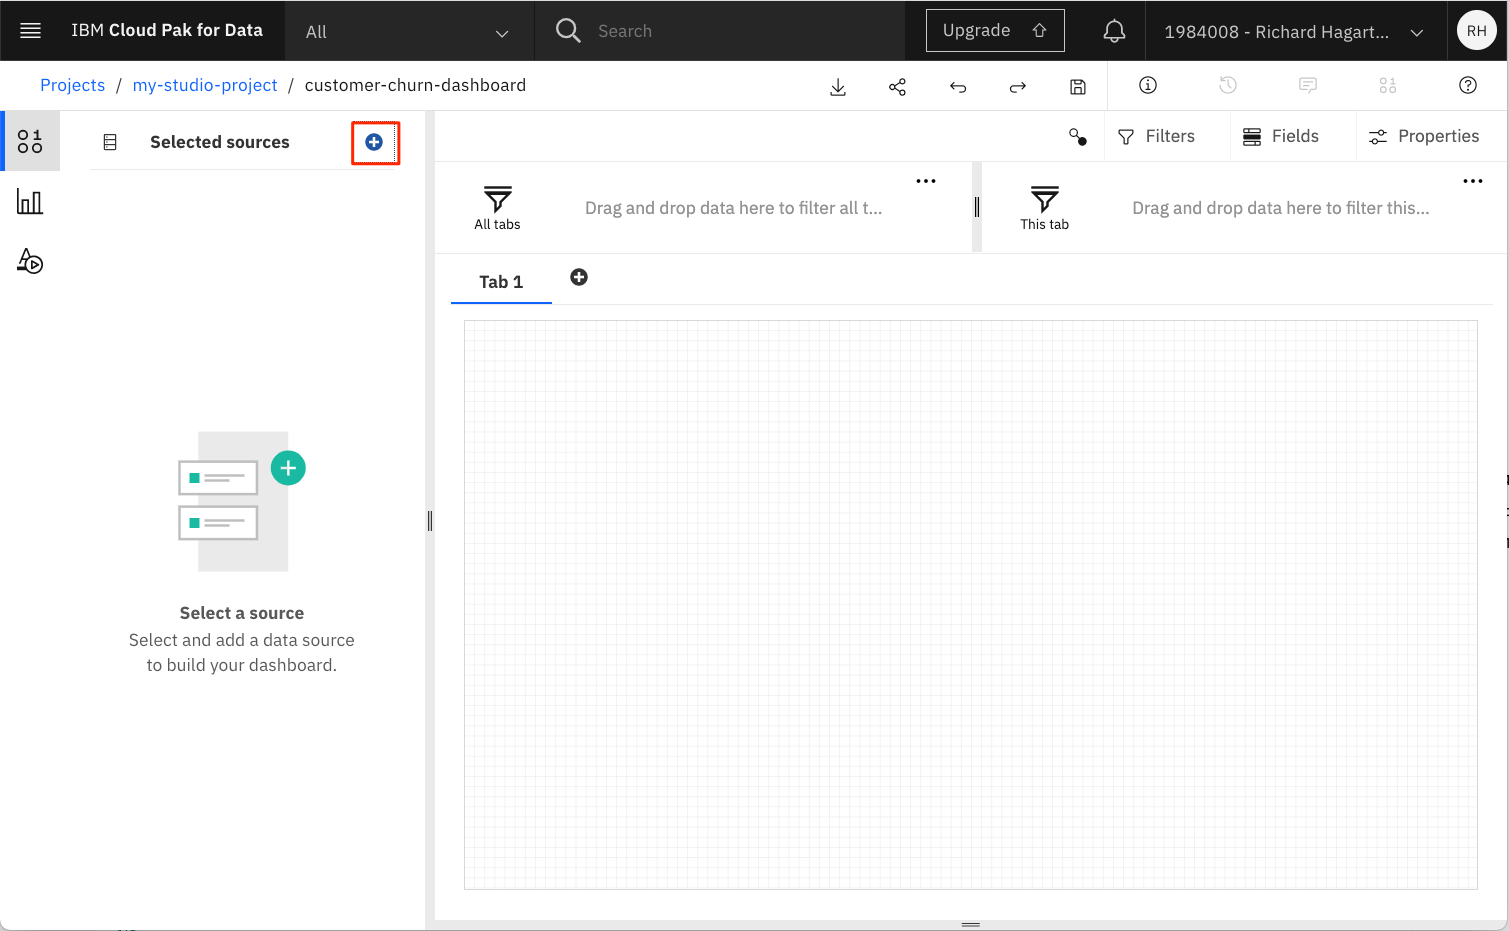 IBM Cloud Pak for Data
All
Search
Upgrade
1984008 - Richard Hagart...
RH
Projects / my-studio-project / customer-churn-dashboard
Selected sources
Filters
Fields
Properties
All tabs
Drag and drop data here to filter all t...
This tab
Drag and drop data here to filter this...
Tab 1
Select a source
Select and add a data source
to build your dashboard.